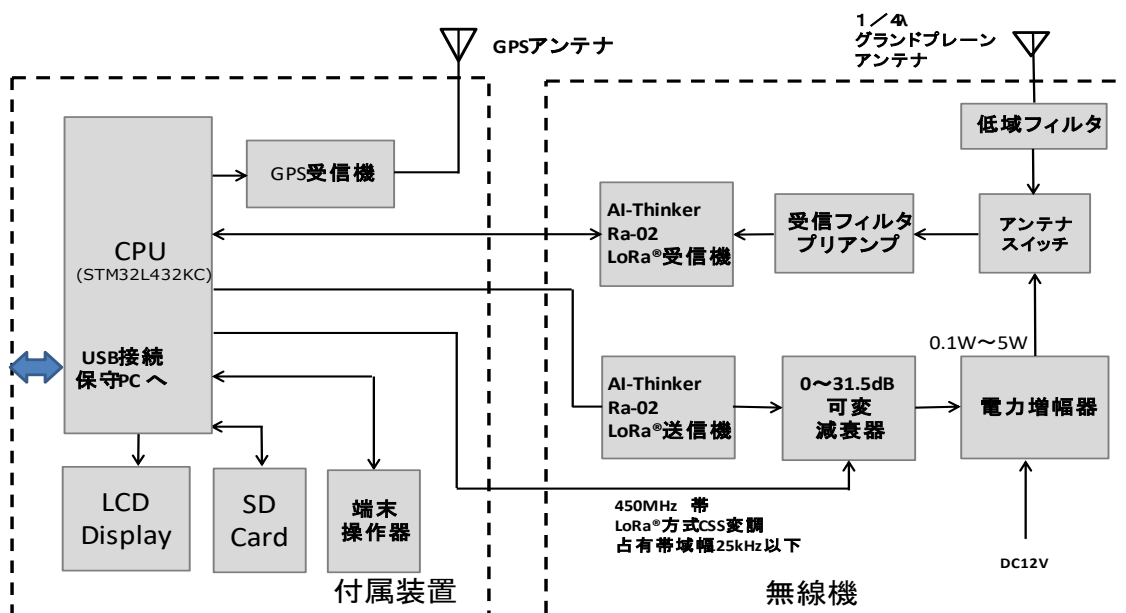 GPSアンテナ
1／4λ
グランドプレーン
アンテナ
低域フィルタ
GPS受信機
AI-Thinker
Ra-02
LoRa®受信機
受信フィルタ
プリアンプ
アンテナ
スイッチ
CPU
(STM32L432KC)
USB接続
保守PC へ
0.1W～5W
AI-Thinker
Ra-02
LoRa®送信機
0～31.5dB
可変
減衰器
電力増幅器
LCD
Display
SD
Card
端末
操作器
450MHz 帯
LoRa®方式CSS変調
占有帯域幅25kHz以下
DC12V
付属装置
無線機